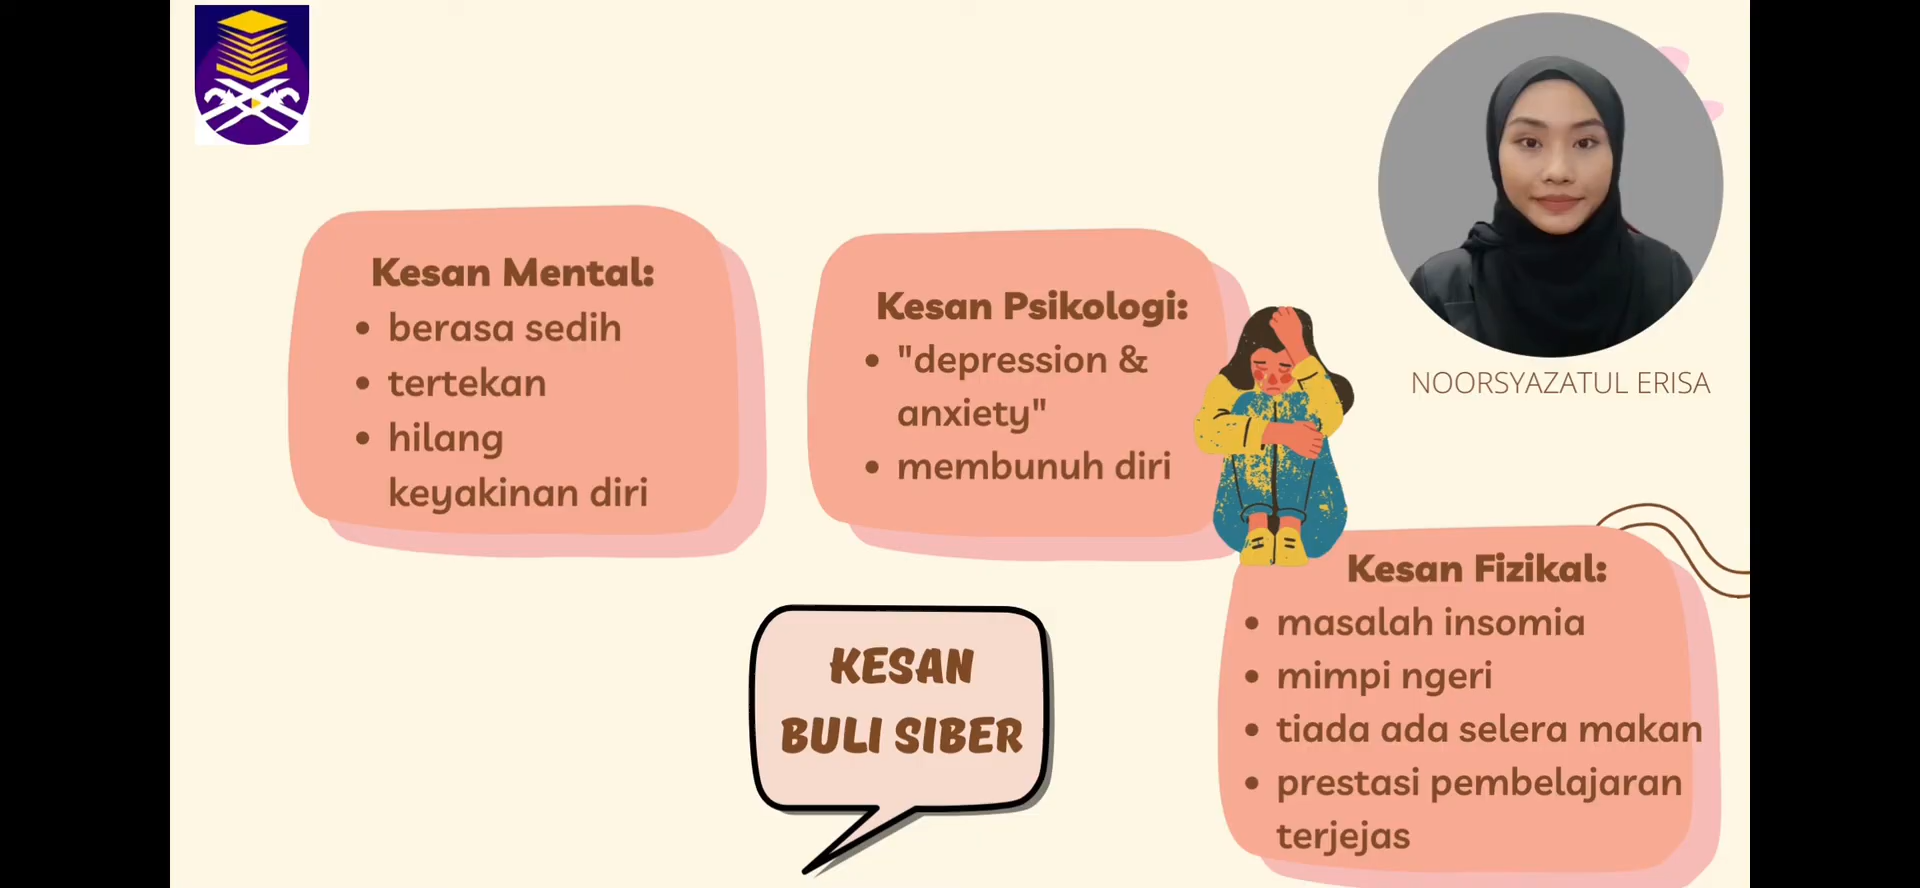 Kesan Mental:
• berasa sedih
• tertekan
• hilang
keyakinan diri
Kesan Psikologi:
• "depression &
anxiety"
• membunuh diri
NOORSYAZATUL ERISA
Kesan Fizikal:
• masalah insomia
• mimpi ngeri
• tiada ada selera makan
• prestasi pembelajaran
terjejas
KESAN
BULI SIBER